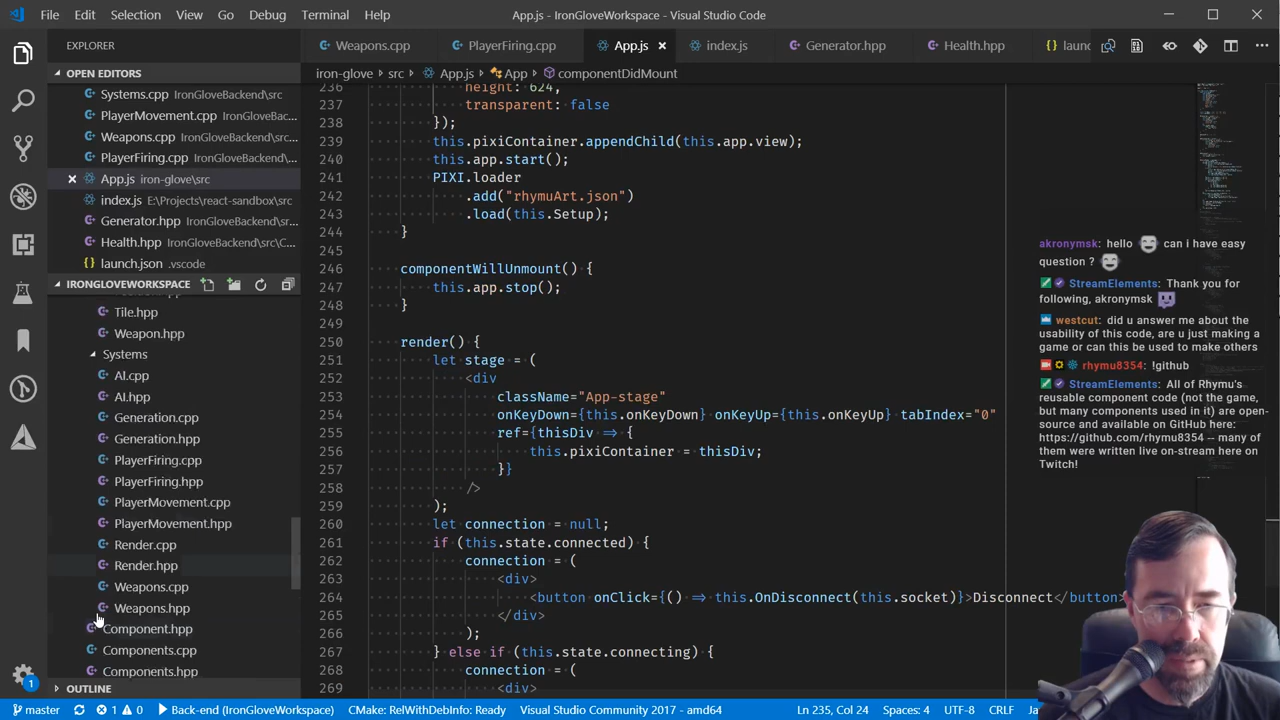 File Edit Selection View Go Debug Terminal Help App.js - IronGloveWorkspace - Visual Studio Code
EXPLORER
OPEN EDITORS
Systems.cpp IronGloveBackend\src
PlayerMovement.cpp IronGloveBac...
Weapons.cpp IronGloveBackend\sr...
PlayerFiring.cpp IronGloveBackend\...
App.js iron-glove\src
index.js E:\Projects\react-sandbox\src
Generator.hpp IronGloveBackend\s...
Health.hpp IronGloveBackend\src\C...
launch.json .vscode
IRONGLOVEWORKSPACE
Tile.hpp
Weapon.hpp
Systems
AI.cpp
AI.hpp
Generation.cpp
Generation.hpp
PlayerFiring.cpp
PlayerFiring.hpp
PlayerMovement.cpp
PlayerMovement.hpp
Render.cpp
Render.hpp
Weapons.cpp
Weapons.hpp
Component.hpp
Components.cpp
Components.hpp
OUTLINE
Weapons.cpp PlayerFiring.cpp App.js index.js Generator.hpp Health.hpp laun
iron-glove src App.js App componentDidMount
236 height: 624,
237 transparent: false
238 });
239 this.pixiContainer.appendChild(this.app.view);
240 this.app.start();
241 PIXI.loader
242 .add("rhymuArt.json")
243 .load(this.Setup);
244 }
245
246 componentWillUnmount() {
247 this.app.stop();
248 }
249
250 render() {
251 let stage = (
252 <div
253 className="App-stage"
254 onKeyDown={this.onKeyDown} onKeyUp={this.onKeyUp} tabIndex="0"
255 ref={thisDiv => {
256 this.pixiContainer = thisDiv;
257 }}
258 />
259 );
260 let connection = null;
261 if (this.state.connected) {
262 connection = (
263 <div>
264 <button onClick={() => this.OnDisconnect(this.socket)}>Disconnect</button>
265 </div>
266 );
267 } else if (this.state.connecting) {
268 connection = (
269 <div>
akronymsk: hello can i have easy
question ?
StreamElements: Thank you for
following, akronymsk
westcut: did u answer me about the
usability of this code, are u just making a
game or can this be used to make others
rhymu8354: !github
StreamElements: All of Rhymu's
reusable component code (not the game,
but many components used in it) are open-
source and available on GitHub here:
https://github.com/rhymu8354 -- many of
them were written live on-stream here on
Twitch!
1
master 1 0 Back-end (IronGloveWorkspace) CMake: RelWithDebInfo: Ready Visual Studio Community 2017 - amd64 Ln 235, Col 24 Spaces: 4 UTF-8 CRLF